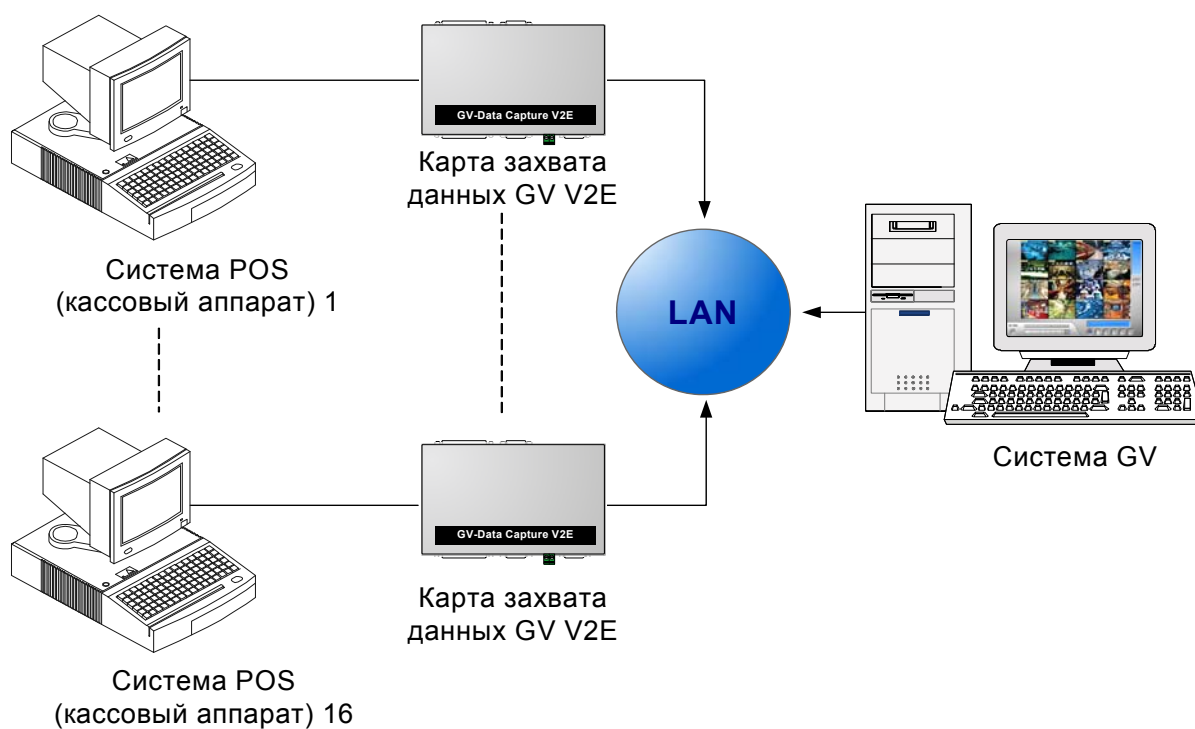 GV-Data Capture V2E
Карта захвата
данных GV V2E
Система POS
(кассовый аппарат) 1
LAN
Система GV
GV-Data Capture V2E
Карта захвата
данных GV V2E
Система POS
(кассовый аппарат) 16